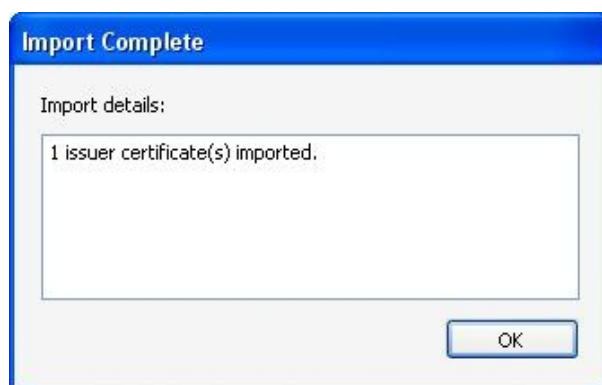 Import Complete
Import details:
1 issuer certificate(s) imported.
OK